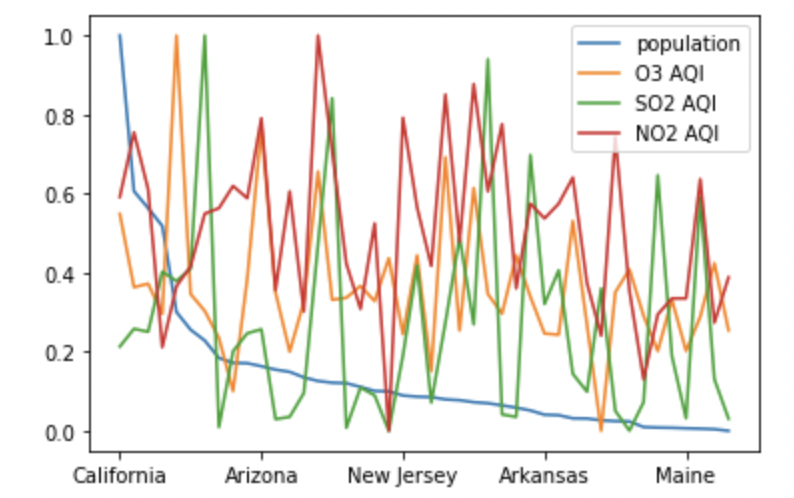 1.0
0.8
0.6
0.4
0.2
0.0
population
O3 AQI
SO2 AQI
NO2 AQI
California Arizona New Jersey Arkansas Maine